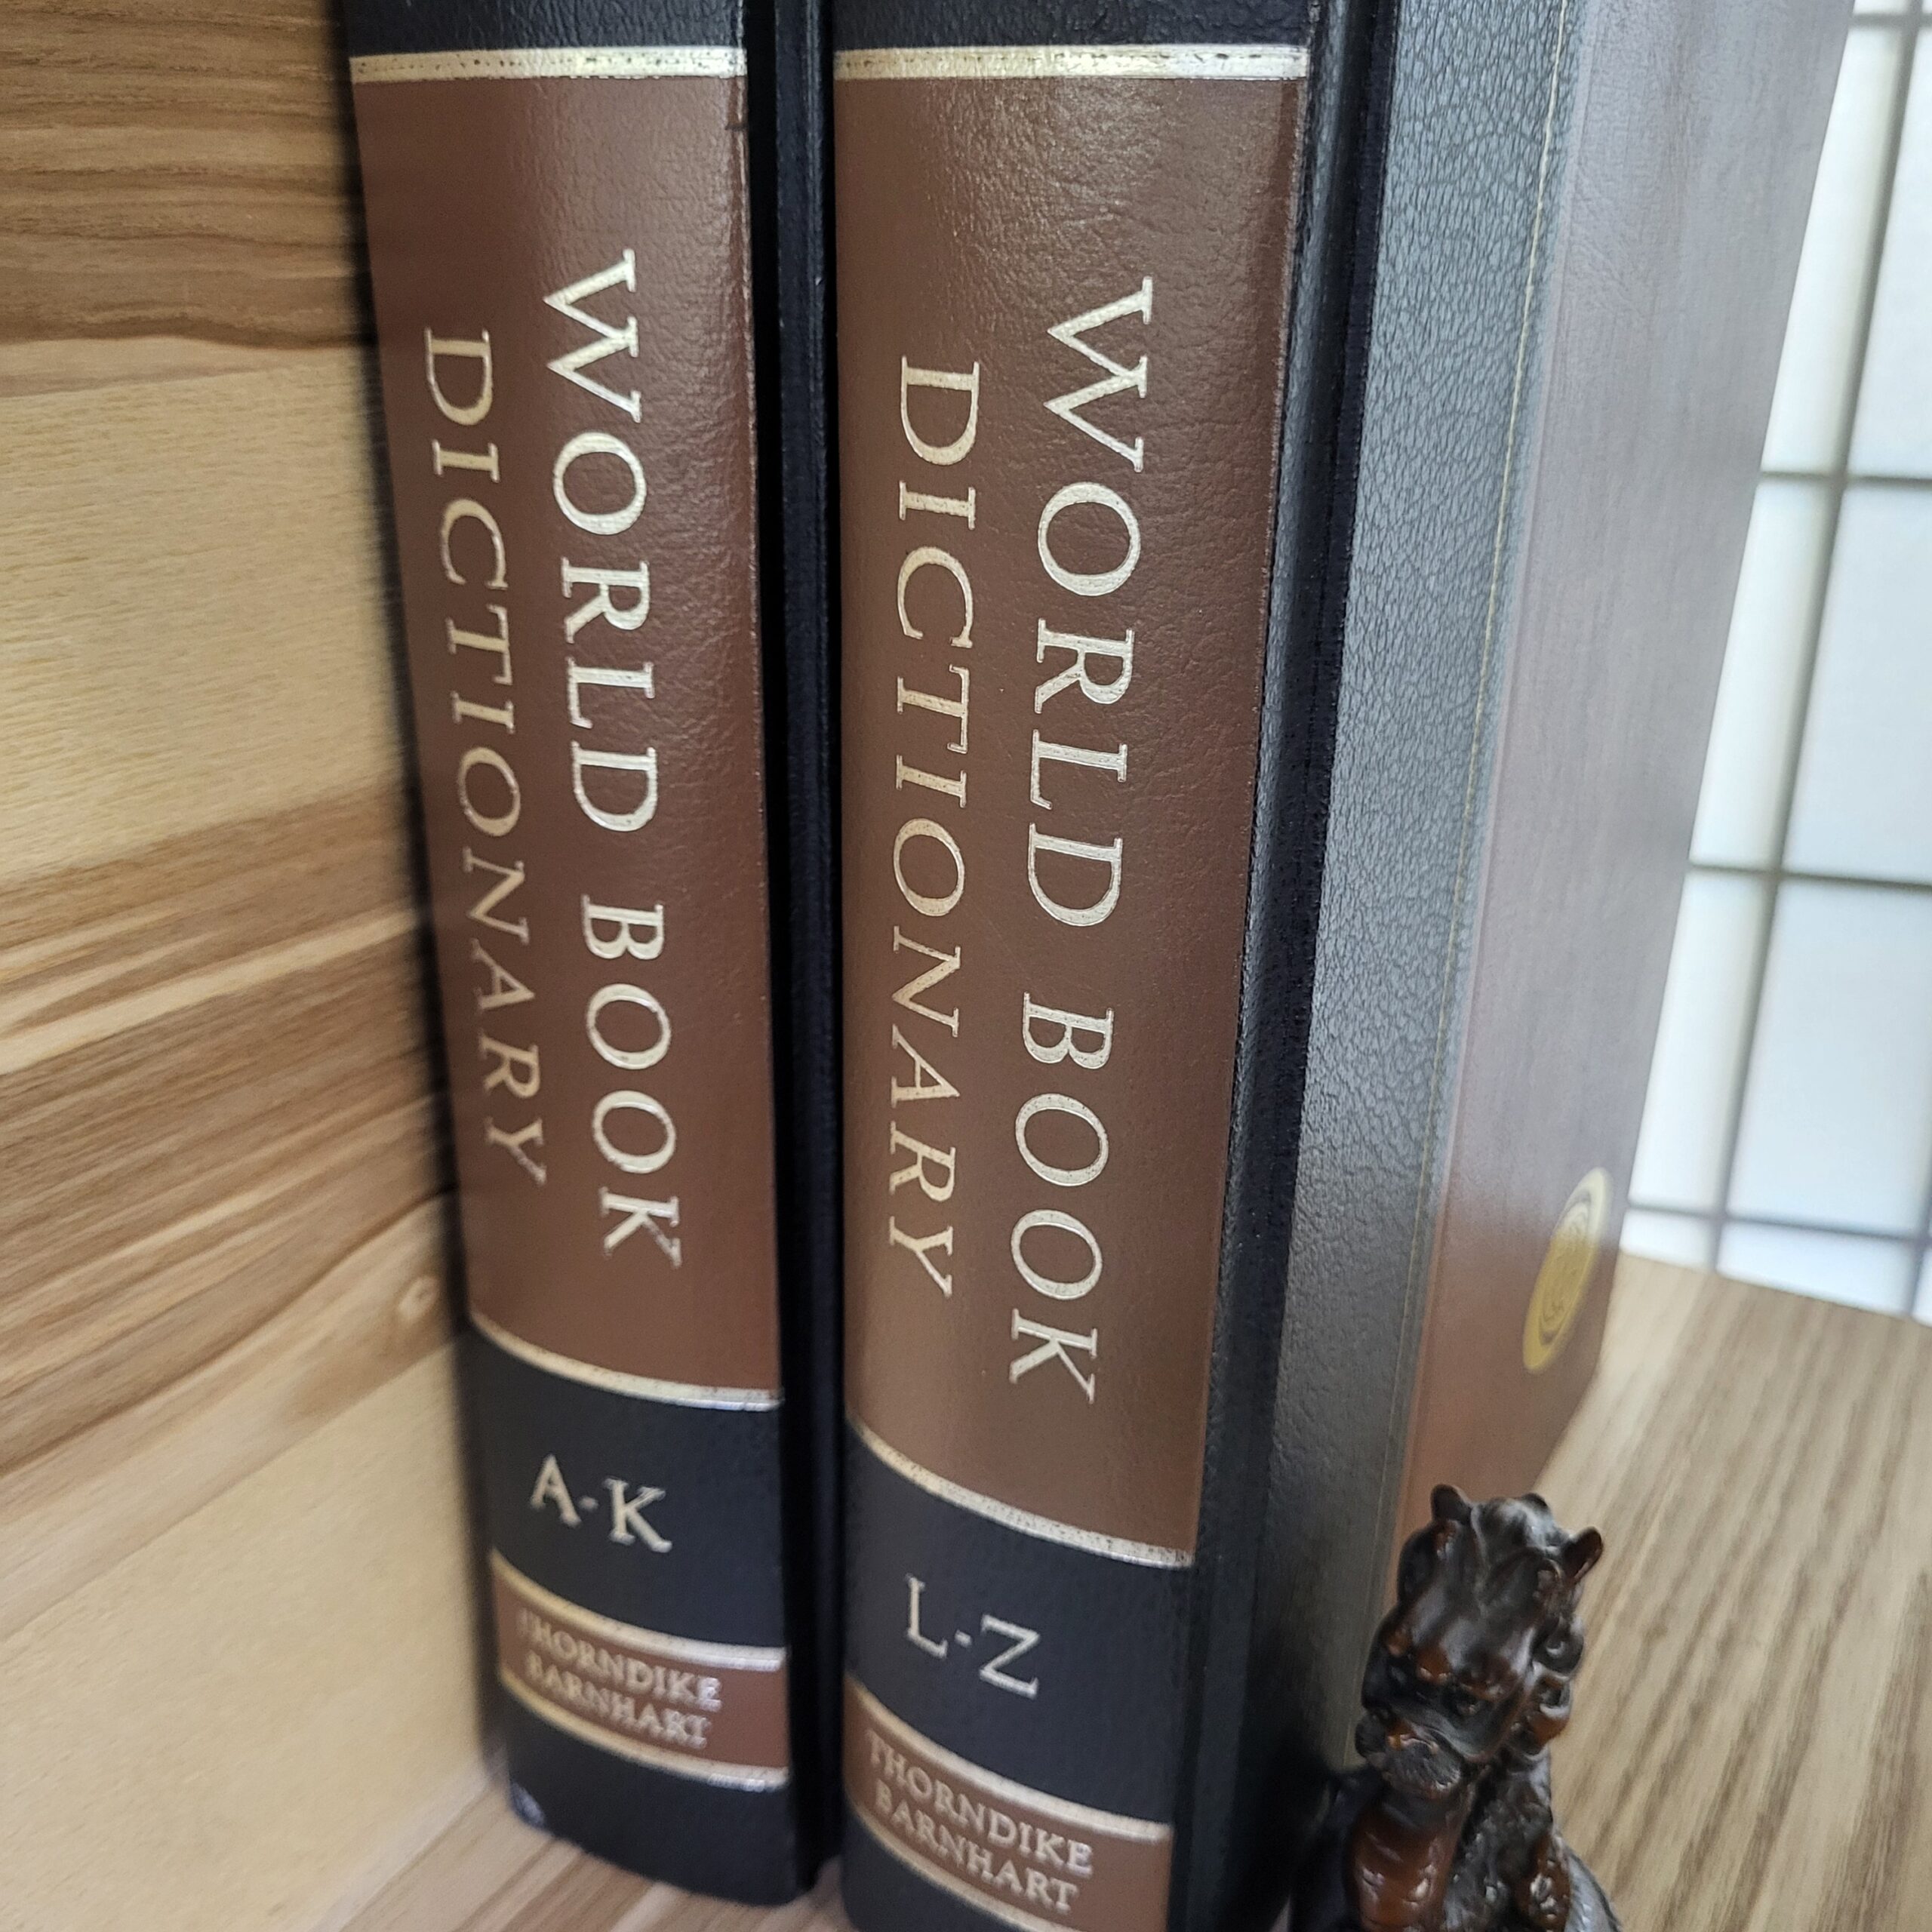 WORLD BOOK
DICTIONARY
A-K
THORNDIKE
BARNHART
WORLD BOOK
DICTIONARY
L-Z
THORNDIKE
BARNHART